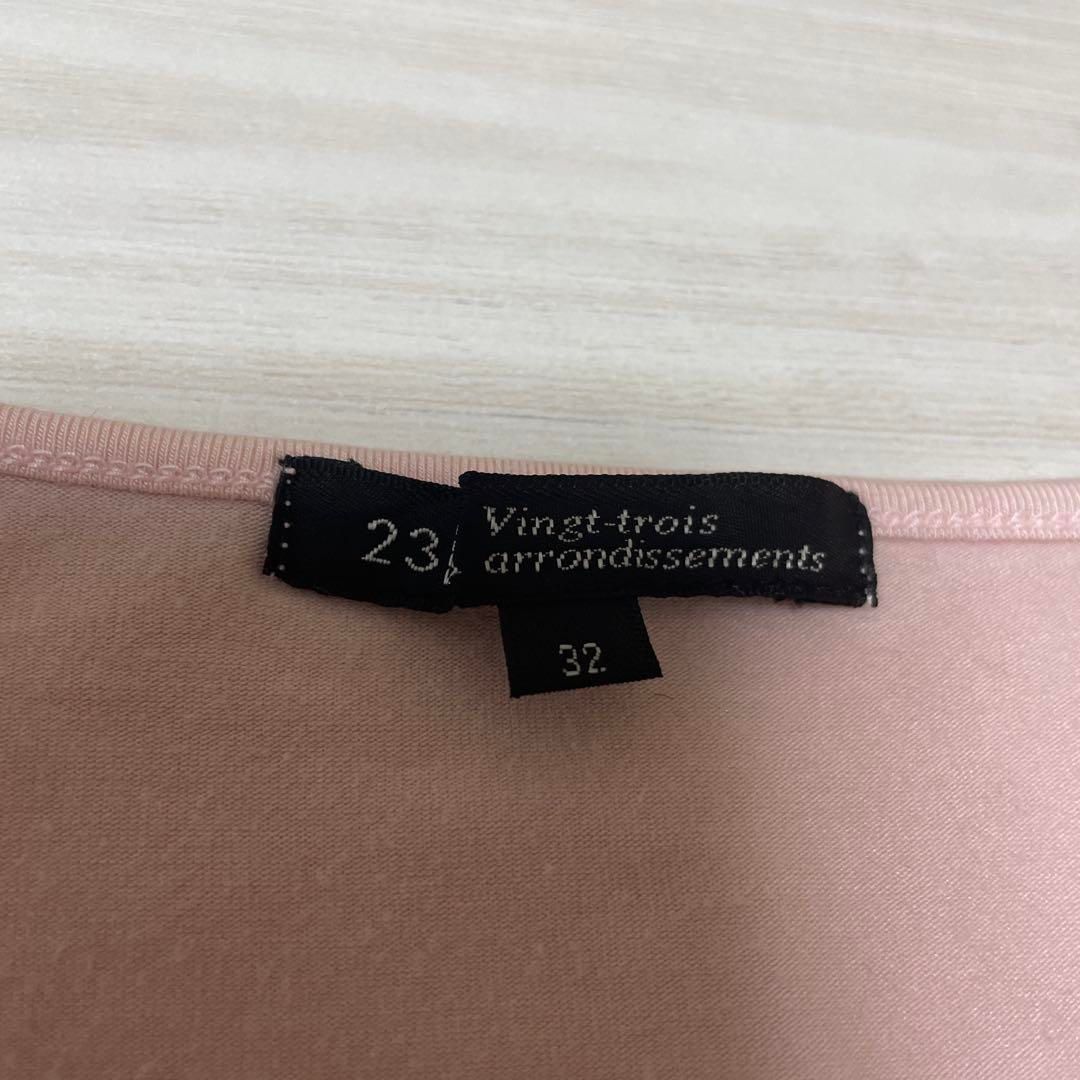 23
Vingt-trois
arrondissements
32